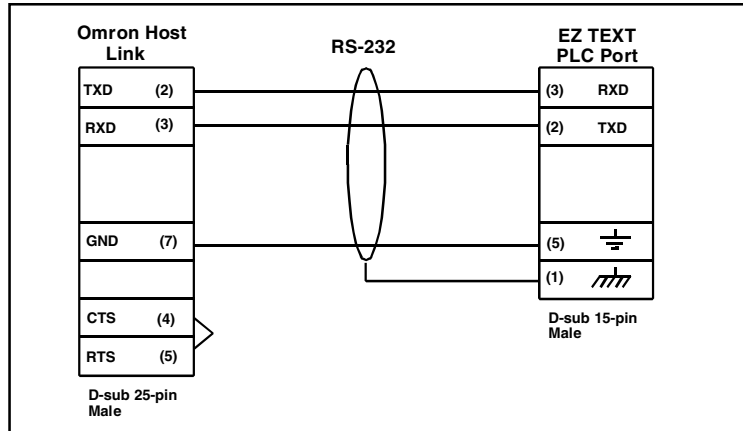 Omron Host
Link
RS-232
EZ TEXT
PLC Port
TXD (2)
(3) RXD
RXD (3)
(2) TXD
GND (7)
(5)
(1)
CTS (4)
RTS (5)
D-sub 15-pin
Male
D-sub 25-pin
Male